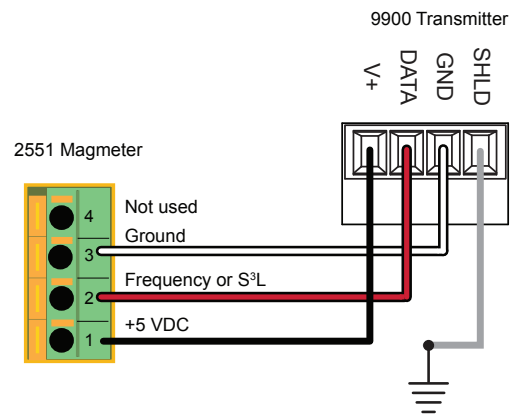 9900 Transmitter
V+
DATA
GND
SHLD
2551 Magmeter
4
Not used
Ground
3
Frequency or S³L
2
+5 VDC
1